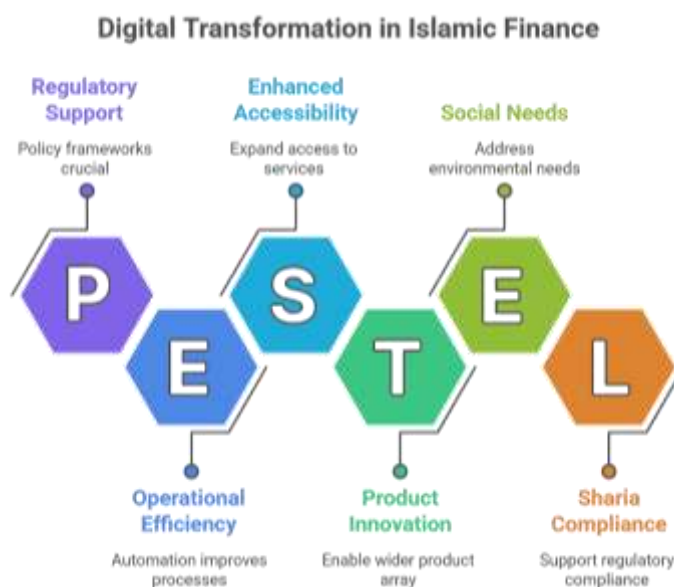 Digital Transformation in Islamic Finance
Regulatory
Support
Policy frameworks
crucial
Enhanced
Accessibility
Expand access to
services
Social Needs
Address
environmental needs
P
E
S
T
E
L
Operational
Efficiency
Automation improves
processes
Product
Innovation
Enable wider product
array
Sharia
Compliance
Support regulatory
compliance